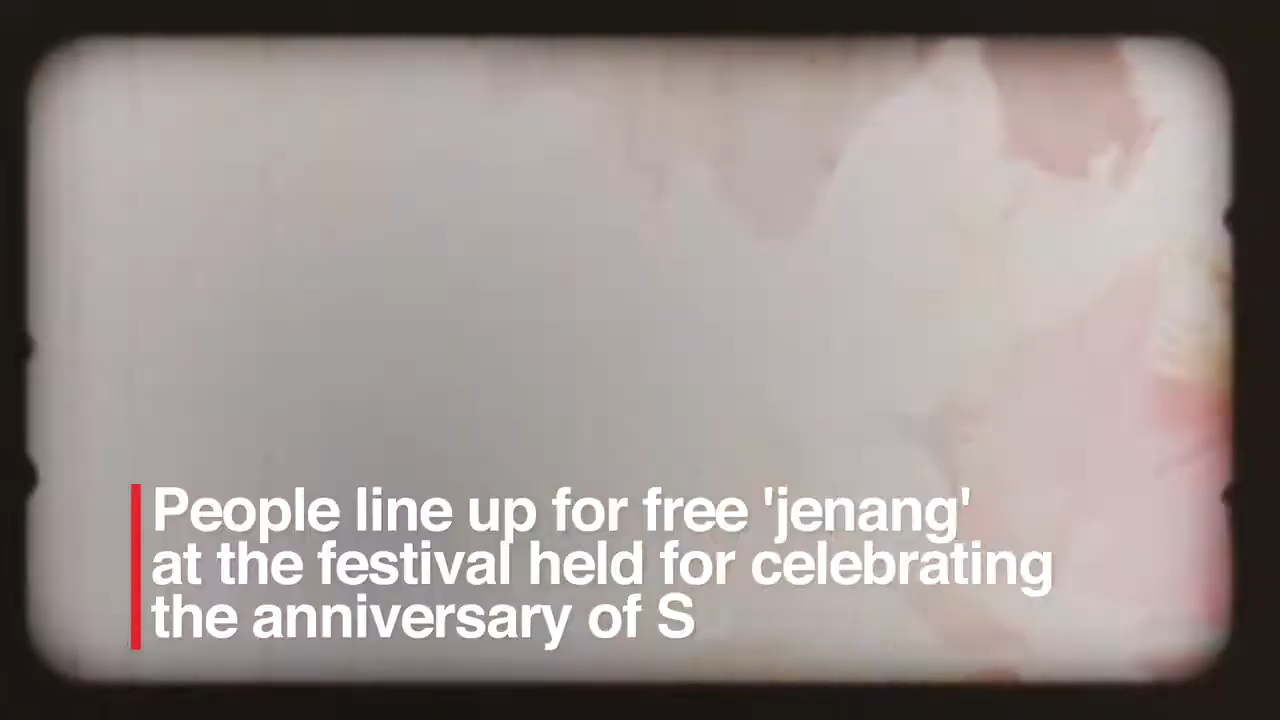 People line up for free 'jenang'
at the festival held for celebrating
the anniversary of S